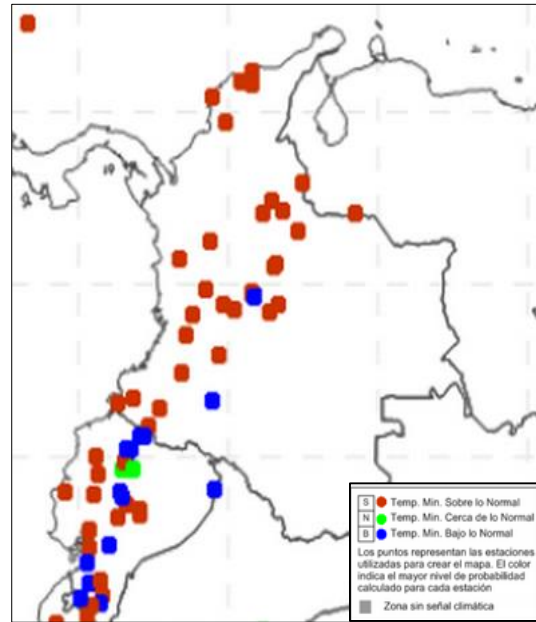 S Temp. Min. Sobre lo Normal
N Temp. Min. Cerca de lo Normal
B Temp. Min. Bajo lo Normal
Los puntos representan las estaciones
utilizadas para crear el mapa. El color
indica el mayor nivel de probabilidad
calculado para cada estación
Zona sin señal climática